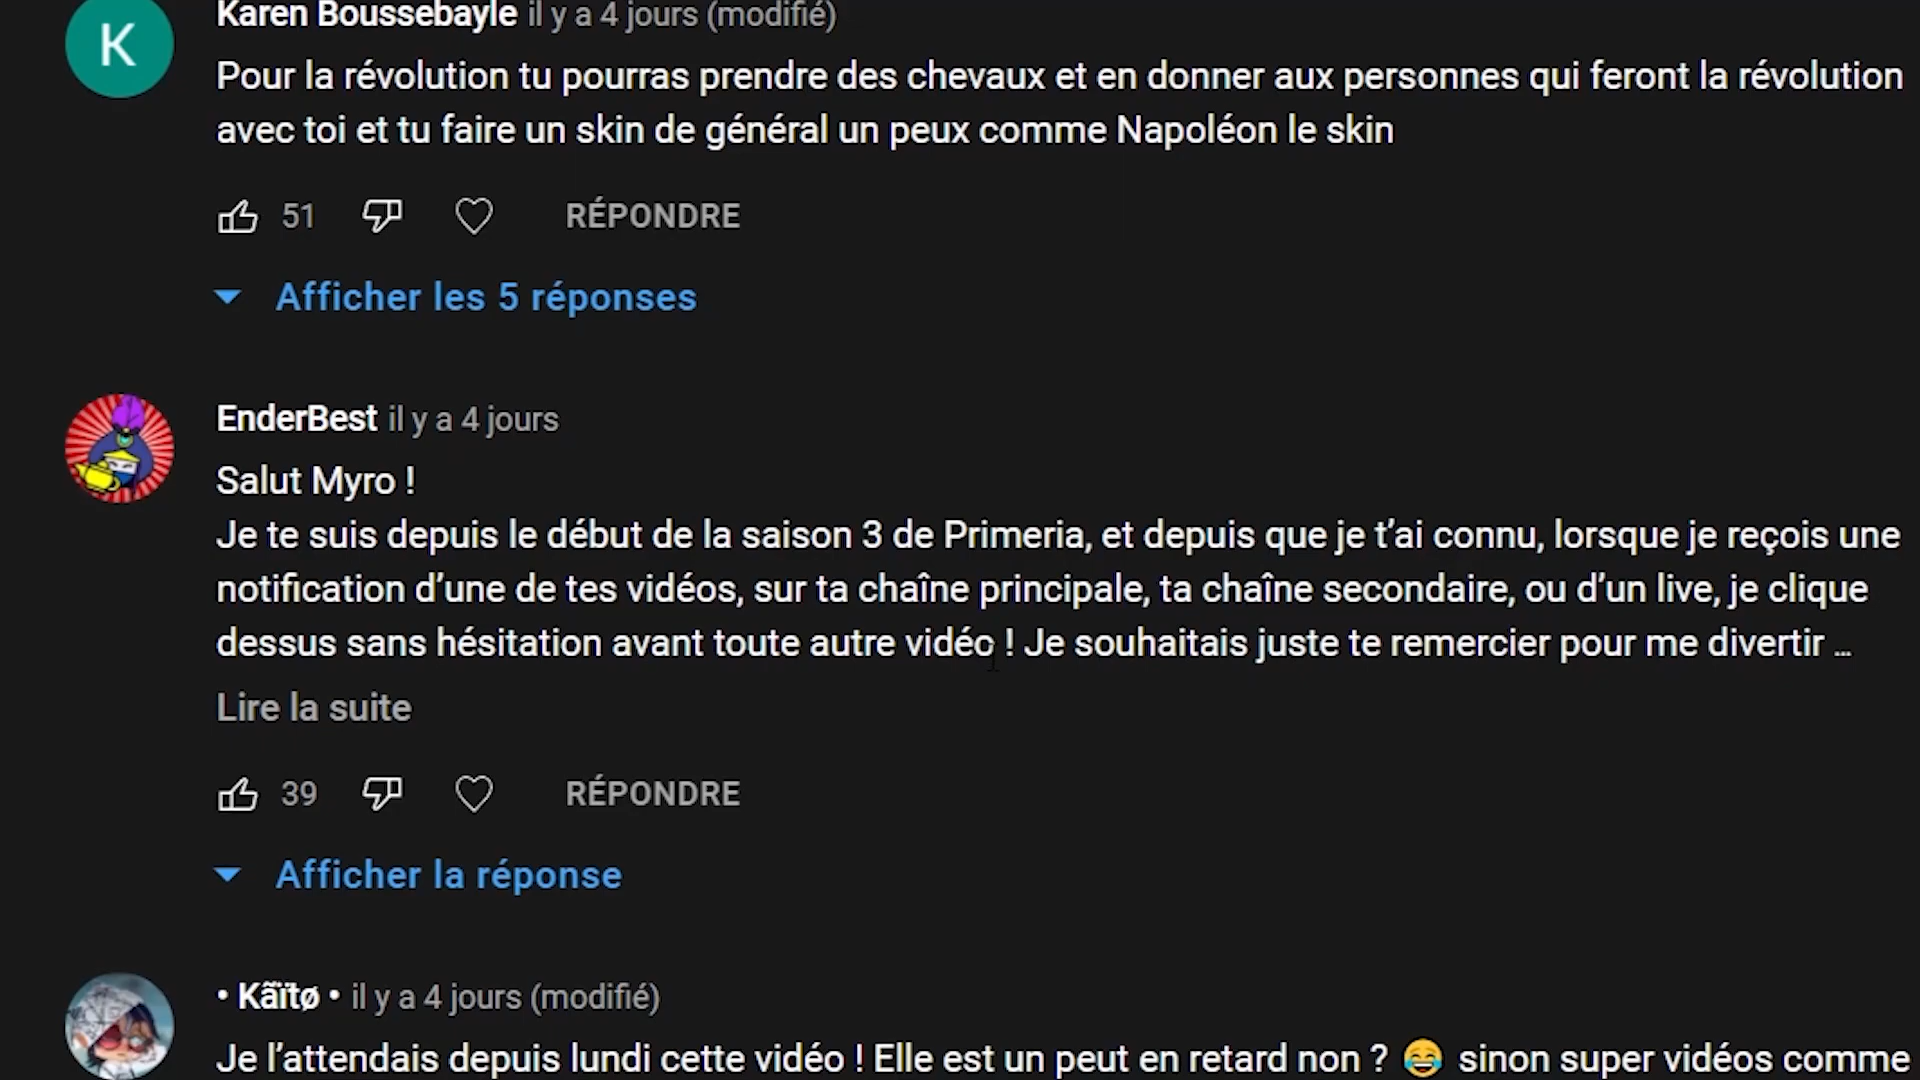 K
Karen Boussebayle il y a 4 jours (modifié)
Pour la révolution tu pourras prendre des chevaux et en donner aux personnes qui feront la révolution
avec toi et tu faire un skin de général un peux comme Napoléon le skin
51 RÉPONDRE
Afficher les 5 réponses
EnderBest il y a 4 jours
Salut Myro !
Je te suis depuis le début de la saison 3 de Primeria, et depuis que je t’ai connu, lorsque je reçois une
notification d’une de tes vidéos, sur ta chaîne principale, ta chaîne secondaire, ou d’un live, je clique
dessus sans hésitation avant toute autre vidéo ! Je souhaitais juste te remercier pour me divertir ...
Lire la suite
39 RÉPONDRE
Afficher la réponse
• Kâïtø • il y a 4 jours (modifié)
Je l’attendais depuis lundi cette vidéo ! Elle est un peut en retard non ? 😂 sinon super vidéos comme